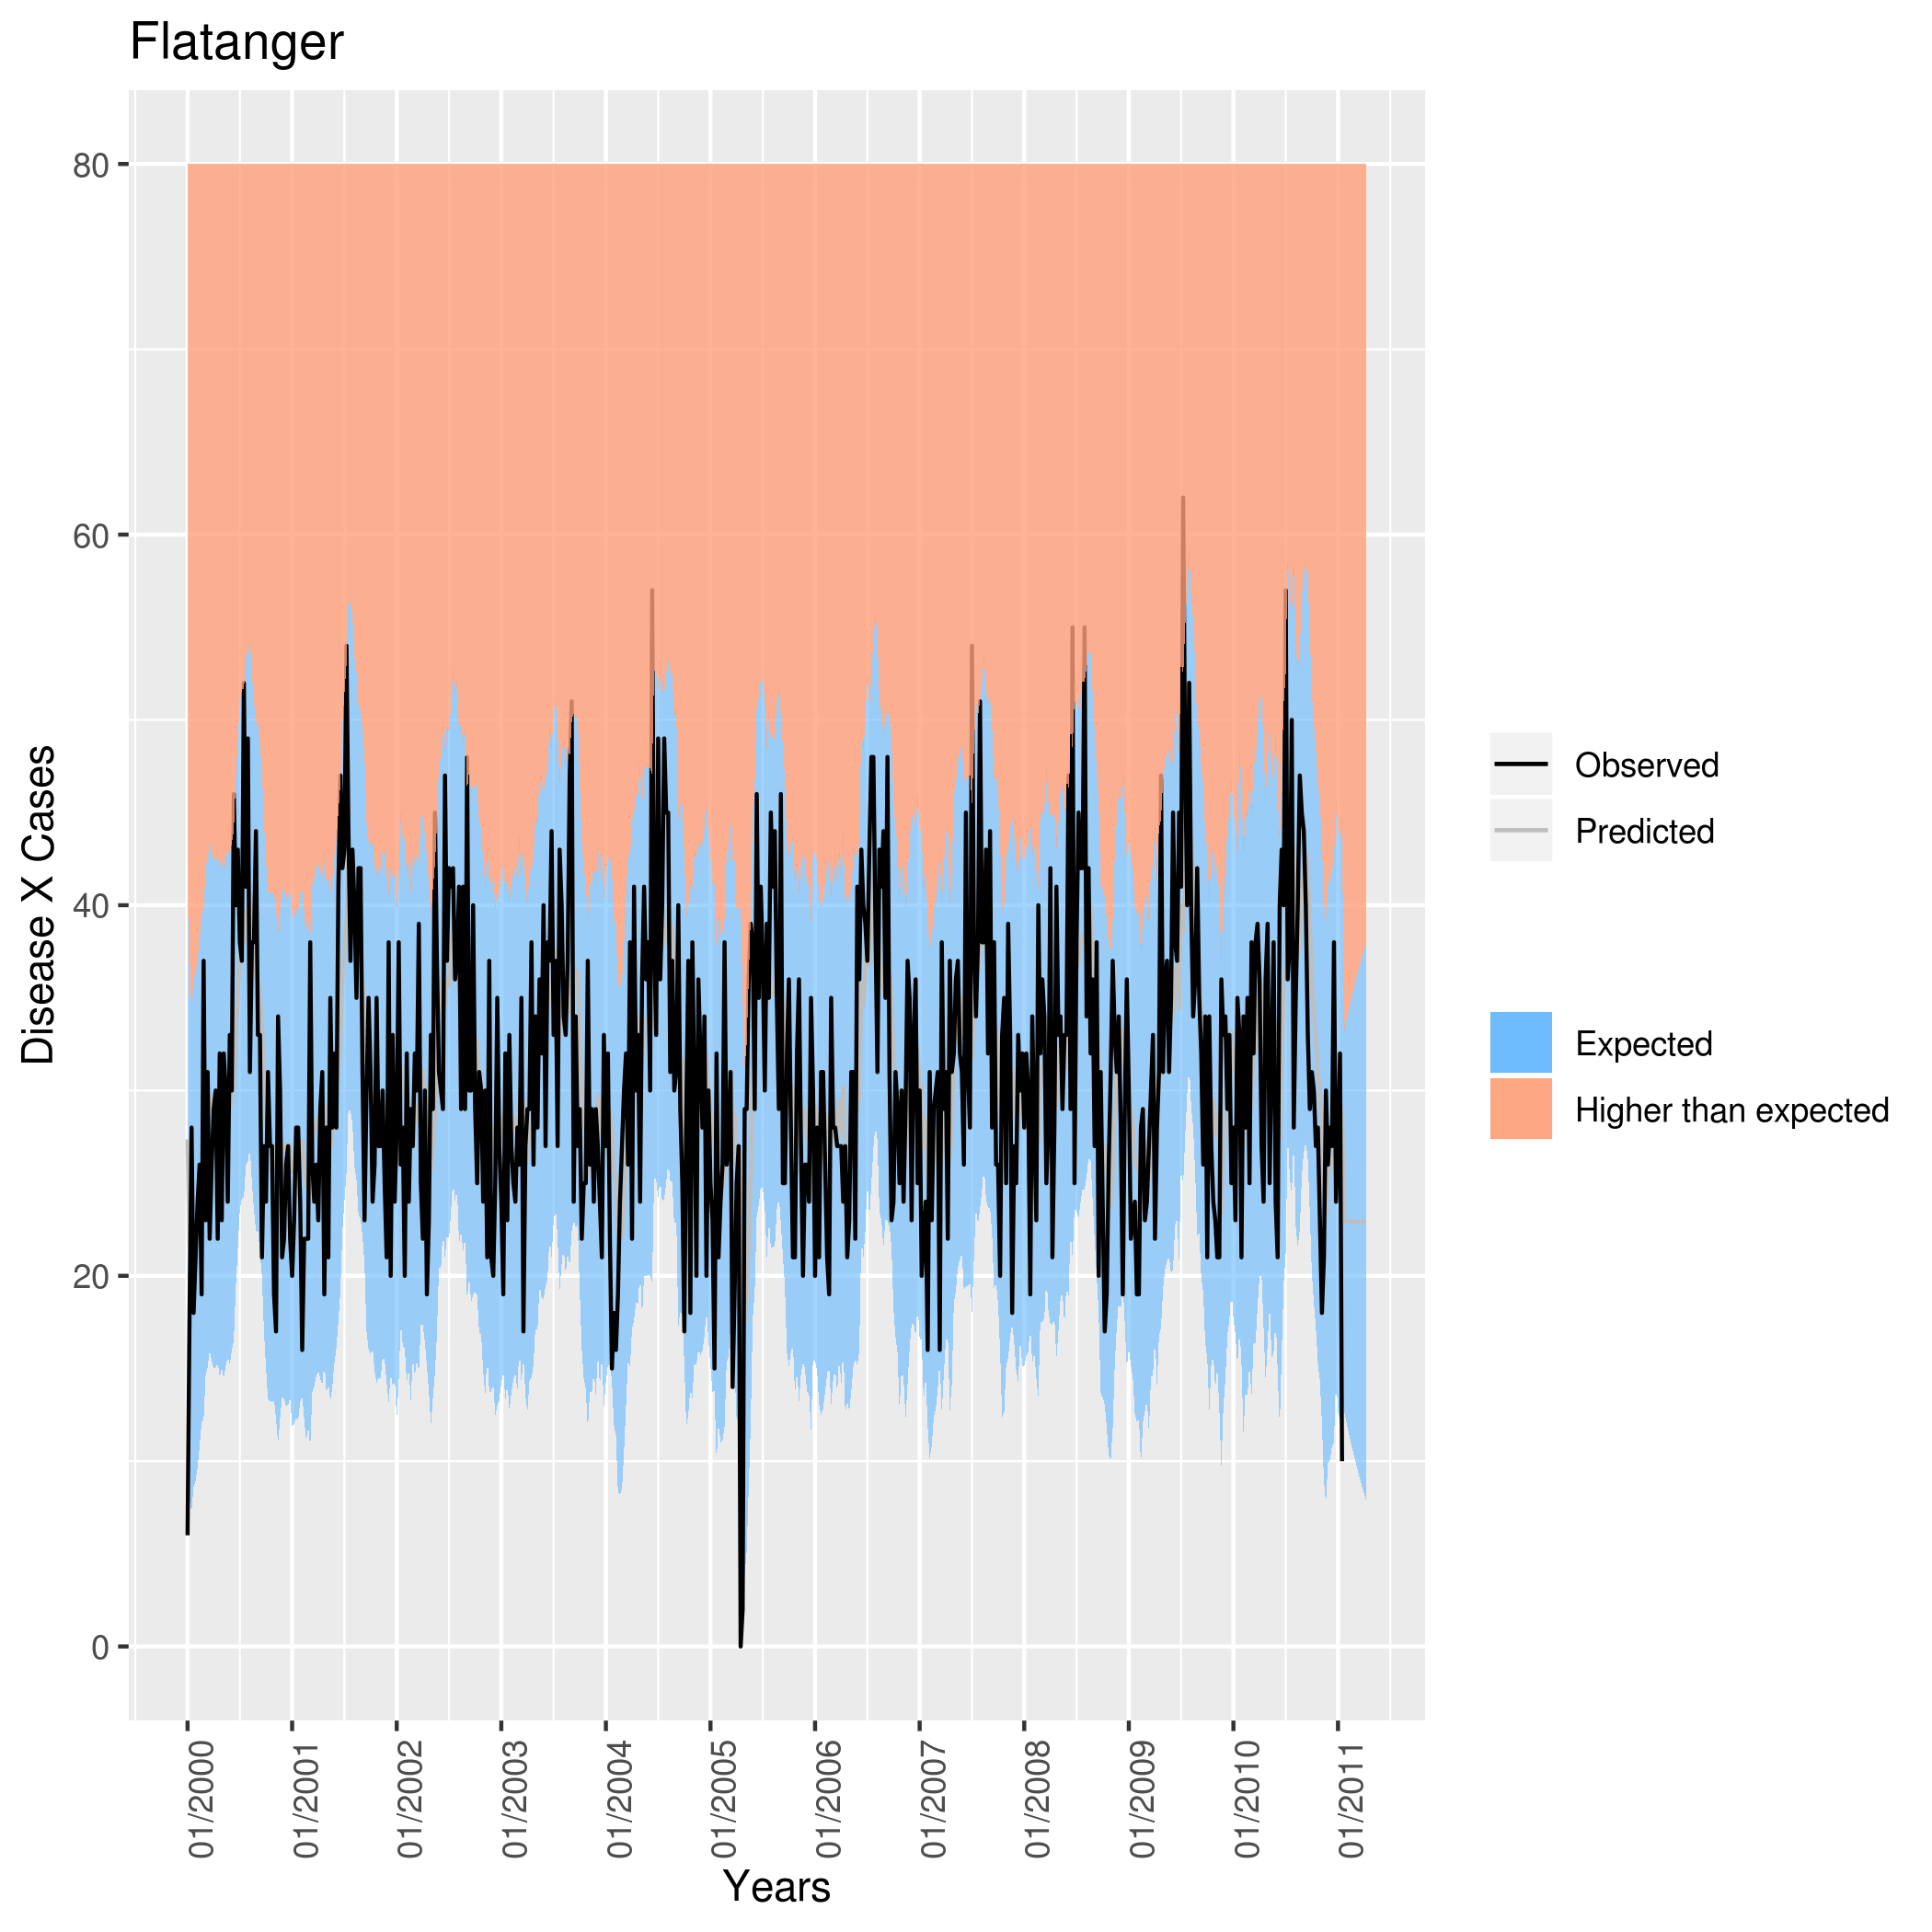 Flatanger
80
60
40
20
0
Disease X Cases
01/2000
01/2001
01/2002
01/2003
01/2004
01/2005
01/2006
01/2007
01/2008
01/2009
01/2010
01/2011
Years
Observed
Predicted
Expected
Higher than expected